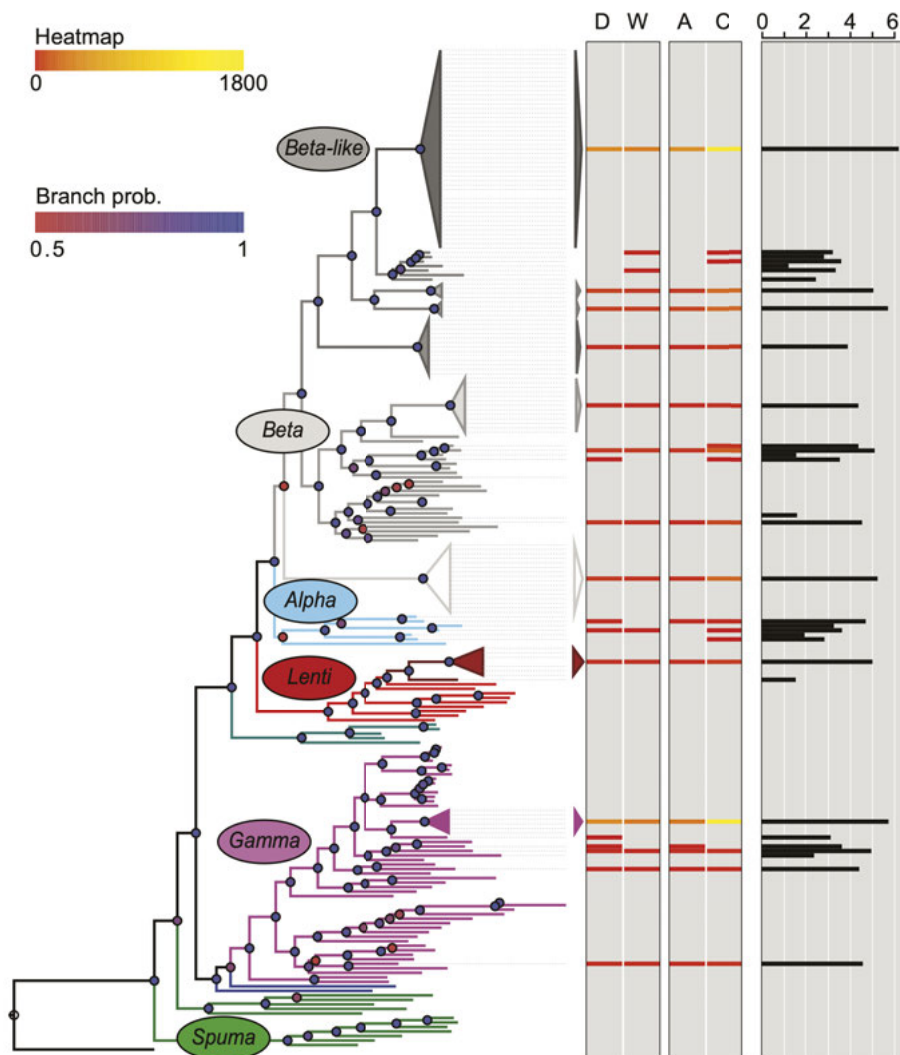 Heatmap
0 1800
Branch prob.
0.5 1
D W A C
0 2 4 6
Beta-like
Beta
Alpha
Lenti
Gamma
Spuma